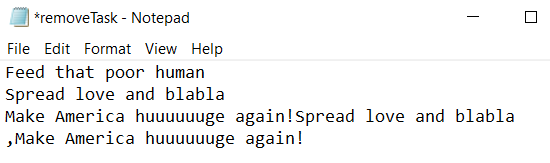 *removeTask - Notepad
File Edit Format View Help
Feed that poor human
Spread love and blabla
Make America huuuuuuge again!Spread love and blabla
,Make America huuuuuuge again!